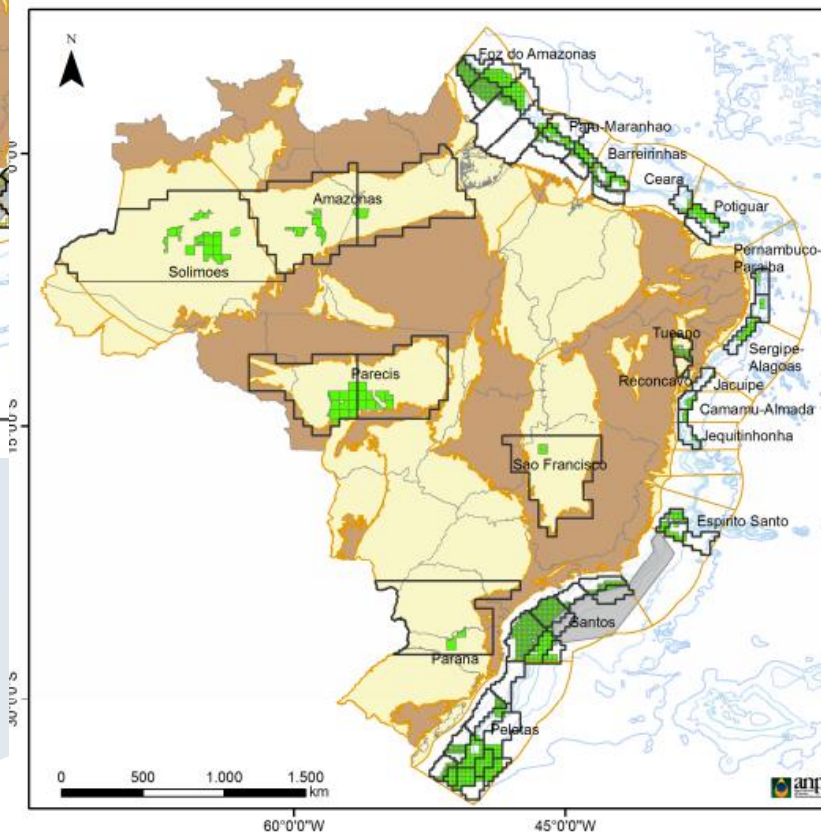 N
Foz do Amazonas
Para-Maranhao
Barreirinhas
Ceara
Potiguar
Amazonas
Solimoes
Pernambuco-
Paraiba
Tucano
Sergipe-
Alagoas
Parecis
Reconcavo
Jacuipe
Camamu-Almada
Jequitinhonha
Sao Francisco
Espirito Santo
Santos
Parana
Pelotas
0 500 1.000 1.500
km
anp
60°0'0"W 45°0'0"W